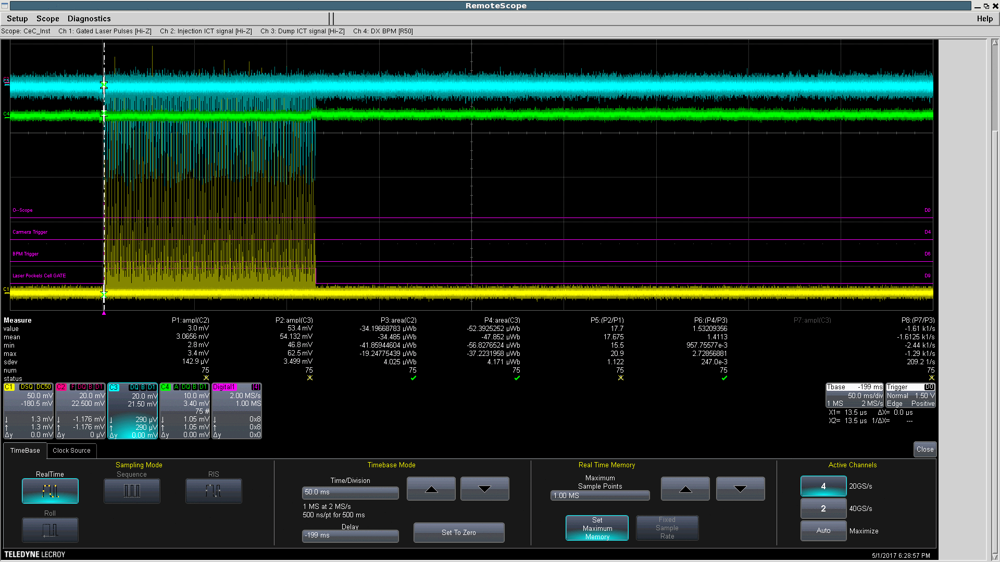 RemoteScope
Setup Scope Diagnostics Help
Scope: CeC_Inst Ch 1: Gated Laser Pulses [Hi-Z] Ch 2: Injection ICT signal [Hi-Z] Ch 3: Dump ICT signal [Hi-Z] Ch 4: DX BPM [R50]
C4
O-Scope D0
Carmera Trigger D4
BPM Trigger D6
Laser Pockels Cell GATE D9
C1
Measure P1:ampl(C2) P2:ampl(C3) P3:area(C2) P4:area(C3) P5:(P2/P1) P6:(P4/P3) P7:ampl(C3) P8:(P7/P3)
value 3.0 mV 53.4 mV -34.19668783 µWb -52.3925252 µWb 17.7 1.53209356 -1.61 k1/s
mean 3.0656 mV 54.132 mV -34.485 µWb -47.852 µWb 17.675 1.4113 -1.6125 k1/s
min 2.8 mV 46.8 mV -41.85944604 µWb -56.8276524 µWb 15.5 957.75577e-3 -2.44 k1/s
max 3.4 mV 62.5 mV -19.24775439 µWb -37.2231958 µWb 20.9 2.72856881 -1.29 k1/s
sdev 142.9 µV 3.499 mV 4.025 µWb 4.171 µWb 1.122 247.0e-3 209.2 1/s
num 75 75 75 75 75 75 75
status
C1 DSQ DC50 C2 F DQ B D1 C3 DQ B D1 C4 A DQ B D1 Digital1 [4] Tbase -199 ms Trigger D0
50.0 mV 20.0 mV 20.0 mV 10.0 mV 2.00 MS/s 50.0 ms/div Normal 1.50 V
-180.5 mV 22.500 mV 21.50 mV 3.40 mV 1.00 MS 1 MS 2 MS/s Edge Positive
75 #
X1= 13.5 µs ΔX= 0.0 µs
1.3 mV -1.176 mV 290 µV 1.05 mV 0x8 X2= 13.5 µs 1/ΔX= ---
1.3 mV -1.176 mV 290 µV 1.05 mV 0x8
Δy 0.0 mV Δy 0 µV Δy 0.00 mV Δy 0.00 mV Δy 0x0
TimeBase Clock Source Close
Sampling Mode Timebase Mode Real Time Memory Active Channels
RealTime Sequence RIS
Time/Division
50.0 ms
1 MS at 2 MS/s
500 ns/pt for 500 ms
Delay
-199 ms
Set To Zero
Roll
Maximum
Sample Points
1.00 MS
Set
Maximum
Memory
Fixed
Sample
Rate
4 20GS/s
2 40GS/s
Auto Maximize
TELEDYNE LECROY 5/1/2017 6:28:57 PM